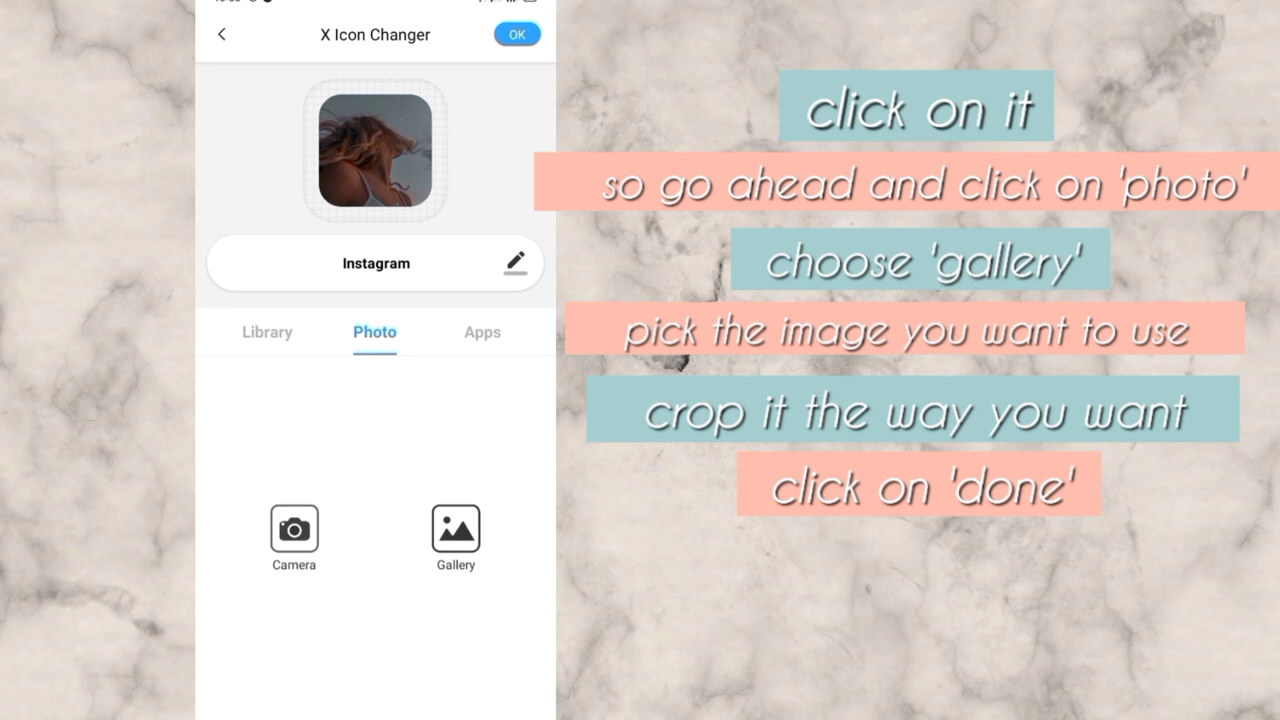 X Icon Changer
OK
Instagram
Library Photo Apps
Camera Gallery
click on it
so go ahead and click on 'photo'
choose 'gallery'
pick the image you want to use
crop it the way you want
click on 'done'